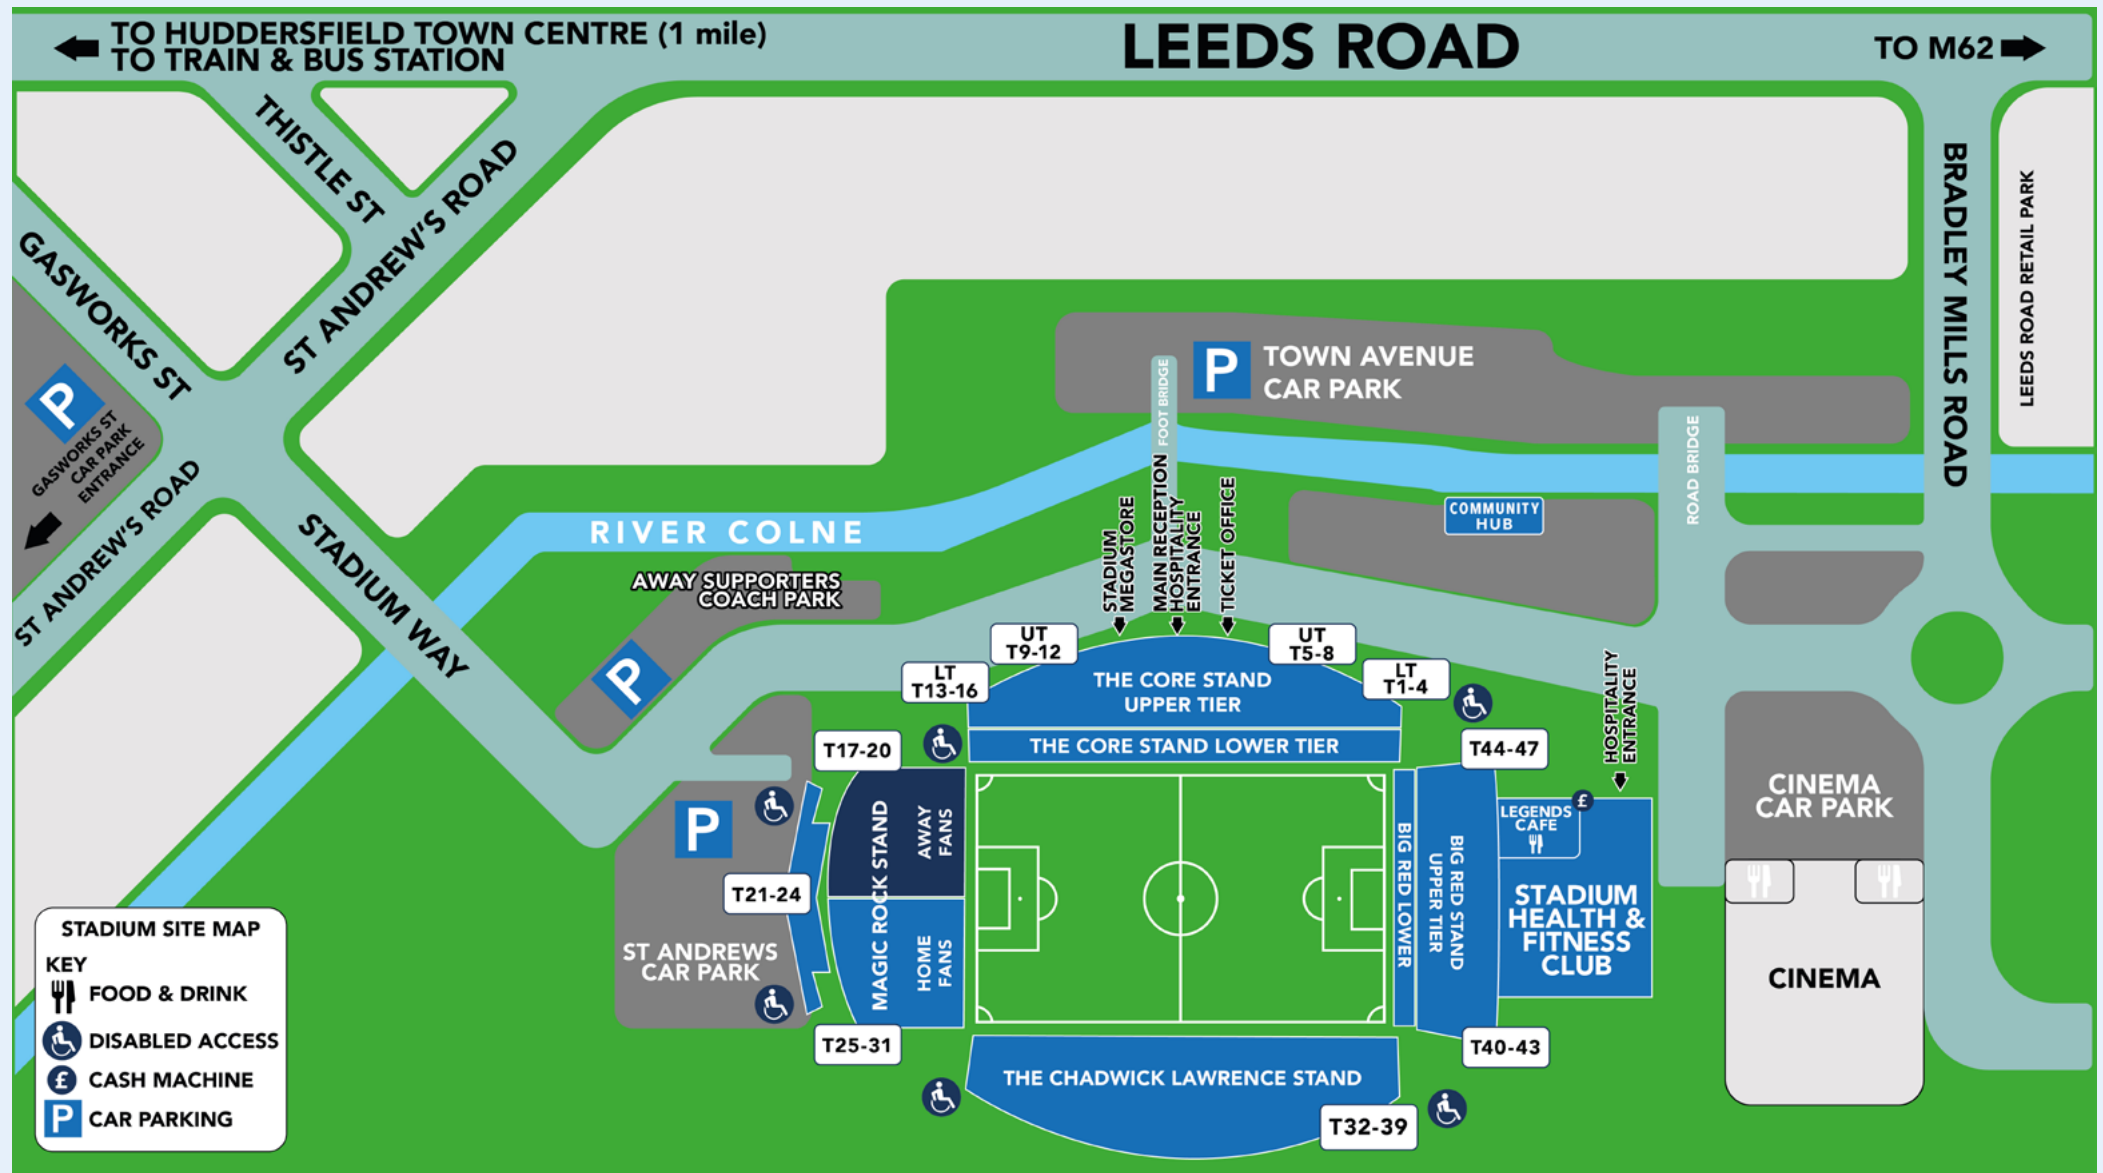 TO HUDDERSFIELD TOWN CENTRE (1 mile)
TO TRAIN & BUS STATION
LEEDS ROAD
TO M62
THISTLE ST
ST ANDREW'S ROAD
GASWORKS ST
P
GASWORKS ST
CAR PARK
ENTRANCE
ST ANDREW'S ROAD
STADIUM WAY
BRADLEY MILLS ROAD
LEEDS ROAD RETAIL PARK
P
TOWN AVENUE
CAR PARK
FOOT BRIDGE
ROAD BRIDGE
RIVER COLNE
COMMUNITY
HUB
AWAY SUPPORTERS
COACH PARK
P
STADIUM
MEGASTORE
MAIN RECEPTION
HOSPITALITY
ENTRANCE
TICKET OFFICE
UT
T9-12
UT
T5-8
LT
T13-16
LT
T1-4
THE CORE STAND
UPPER TIER
THE CORE STAND LOWER TIER
HOSPITALITY
ENTRANCE
T17-20
T44-47
P
ST ANDREWS
CAR PARK
T21-24
MAGIC ROCK STAND
AWAY
FANS
HOME
FANS
BIG RED LOWER
BIG RED STAND
UPPER TIER
LEGENDS
CAFE
£
STADIUM
HEALTH &
FITNESS
CLUB
CINEMA
CAR PARK
CINEMA
T25-31
T40-43
THE CHADWICK LAWRENCE STAND
T32-39
STADIUM SITE MAP
KEY
FOOD & DRINK
DISABLED ACCESS
£ CASH MACHINE
P CAR PARKING